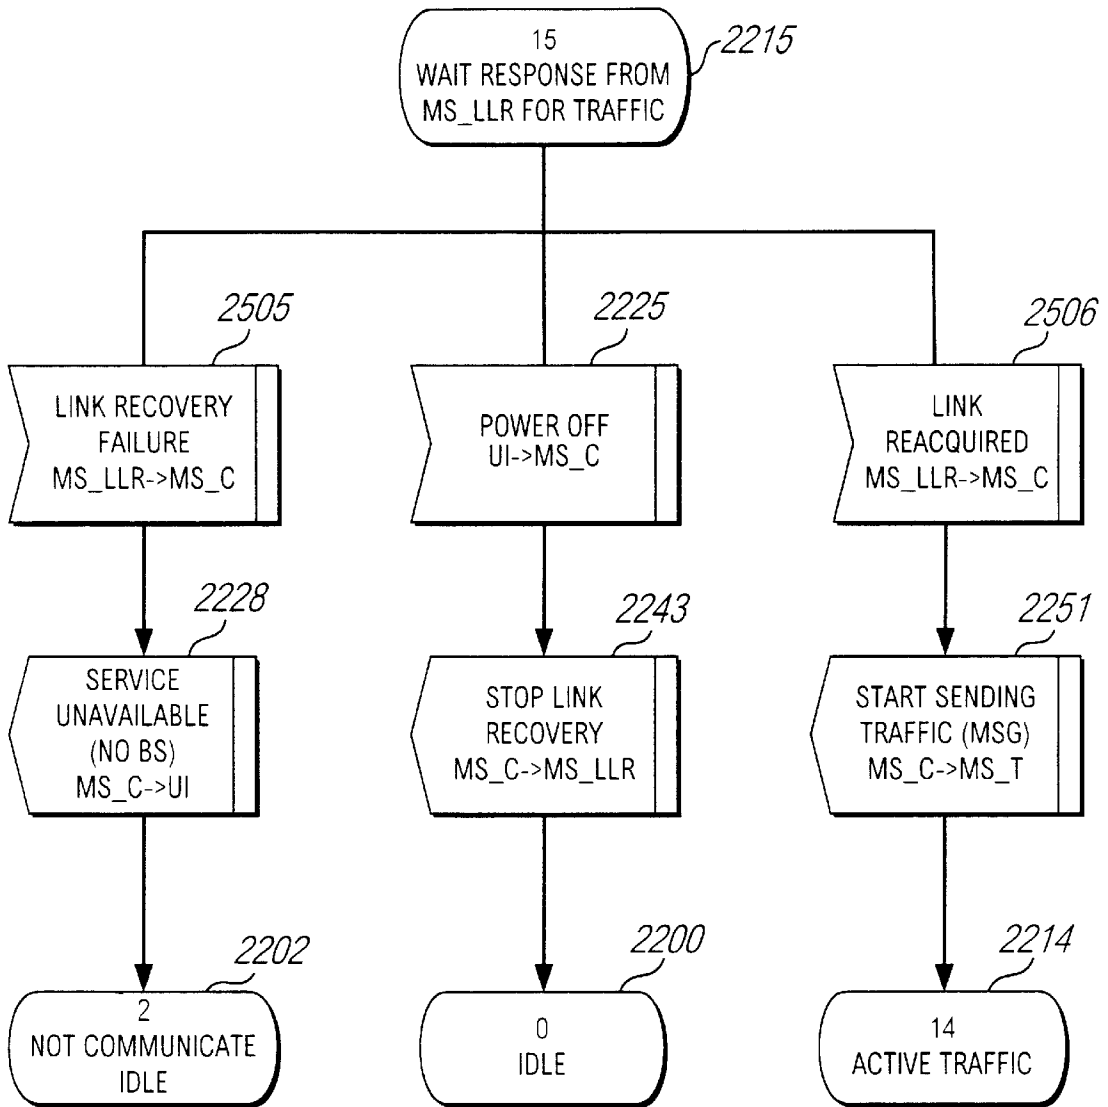 15
WAIT RESPONSE FROM
MS_LLR FOR TRAFFIC
2215
2505
LINK RECOVERY
FAILURE
MS_LLR->MS_C
2225
POWER OFF
UI->MS_C
2506
LINK
REACQUIRED
MS_LLR->MS_C
2228
SERVICE
UNAVAILABLE
(NO BS)
MS_C->UI
2243
STOP LINK
RECOVERY
MS_C->MS_LLR
2251
START SENDING
TRAFFIC (MSG)
MS_C->MS_T
2202
2
NOT COMMUNICATE
IDLE
2200
0
IDLE
2214
14
ACTIVE TRAFFIC